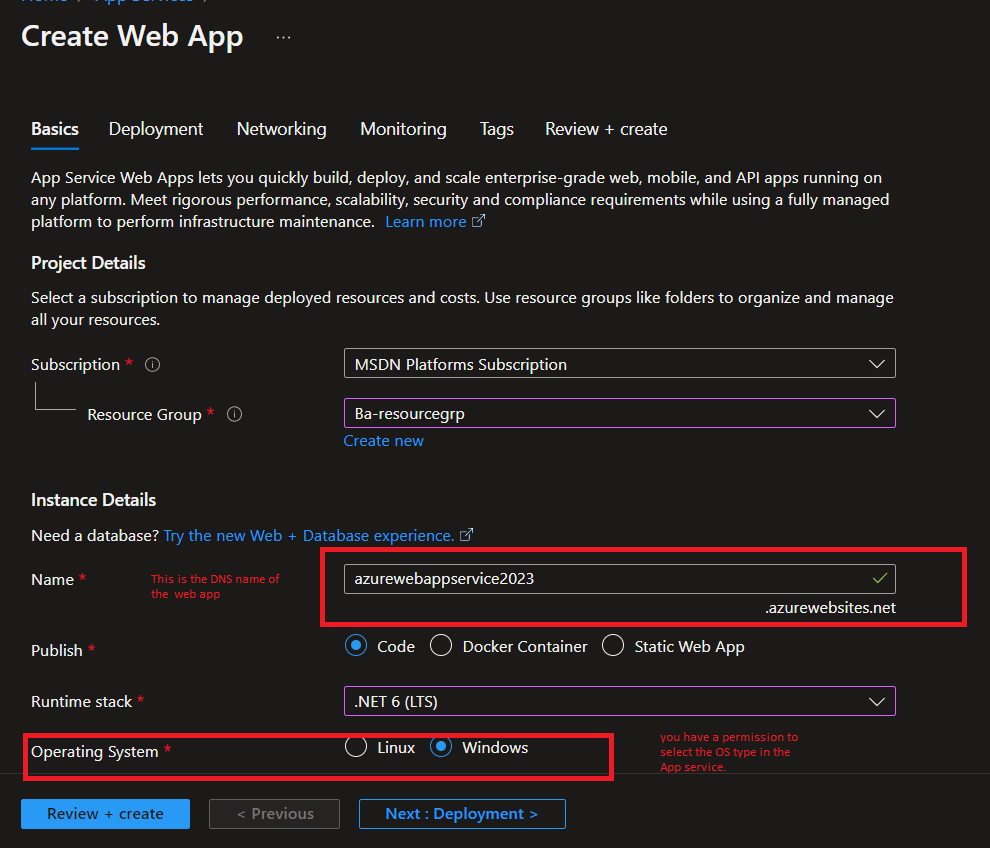 Home > App Services >
Create Web App ...
Basics Deployment Networking Monitoring Tags Review + create
App Service Web Apps lets you quickly build, deploy, and scale enterprise-grade web, mobile, and API apps running on
any platform. Meet rigorous performance, scalability, security and compliance requirements while using a fully managed
platform to perform infrastructure maintenance. Learn more
Project Details
Select a subscription to manage deployed resources and costs. Use resource groups like folders to organize and manage
all your resources.
Subscription *
MSDN Platforms Subscription
Resource Group *
Ba-resourcegrp
Create new
Instance Details
Need a database? Try the new Web + Database experience.
Name *
This is the DNS name of
the web app
azurewebappservice2023
.azurewebsites.net
Publish *
Code Docker Container Static Web App
Runtime stack *
.NET 6 (LTS)
Operating System *
Linux Windows
you have a permission to
select the OS type in the
App service.
Review + create < Previous Next : Deployment >